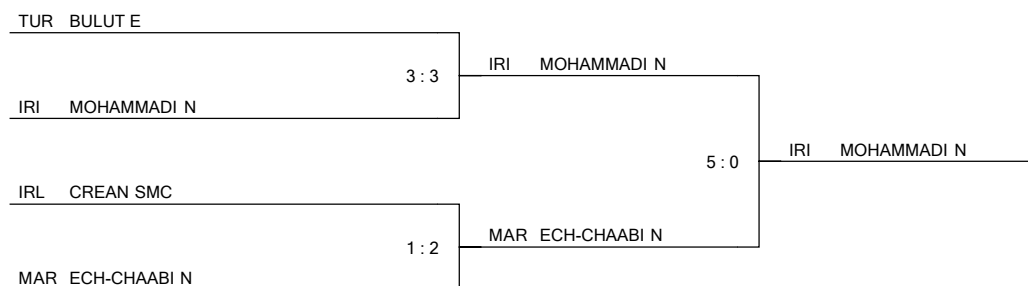 TUR BULUT E
IRI MOHAMMADI N
3 : 3
IRI MOHAMMADI N
5 : 0
IRI MOHAMMADI N
IRL CREAN SMC
MAR ECH-CHAABI N
1 : 2
MAR ECH-CHAABI N